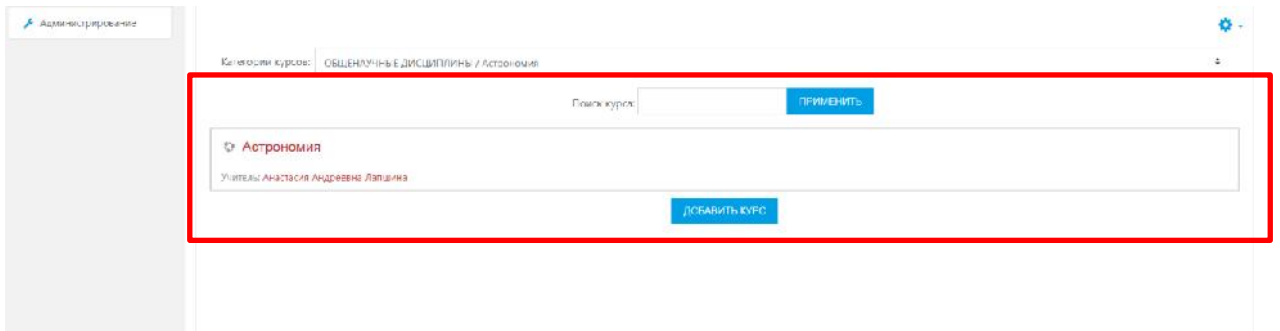 Администрирование
Категории курсов: ОБЩЕНАУЧНЫЕ ДИСЦИПЛИНЫ / Астрономия
Поиск курса: ПРИМЕНИТЬ
Астрономия
Учитель: Анастасия Андреевна Лапшина
ДОБАВИТЬ КУРС